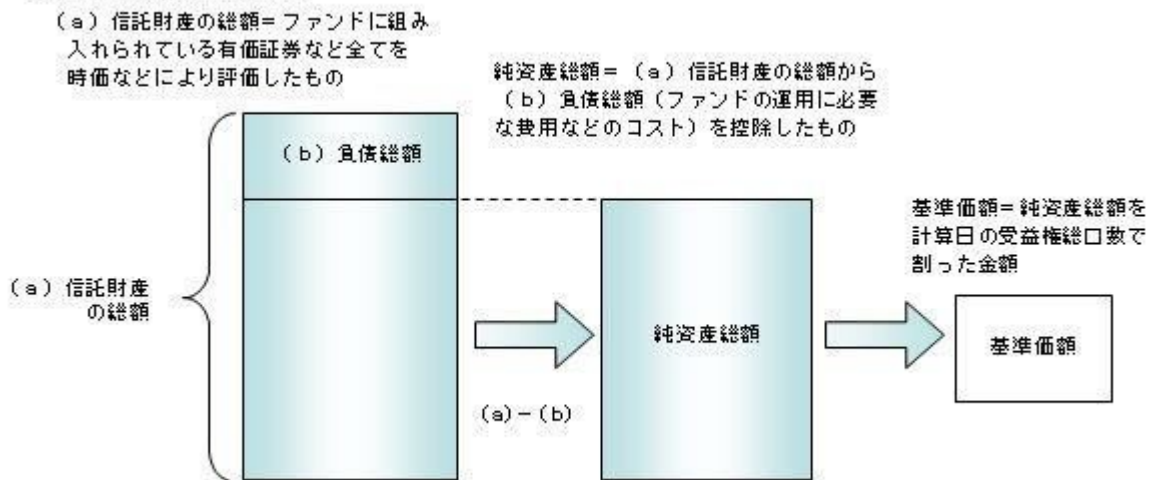 （a）信託財産の総額＝ファンドに組み
入れられている有価証券など全てを
時価などにより評価したもの
純資産総額＝（a）信託財産の総額から
（b）負債総額（ファンドの運用に必要
な費用などのコスト）を控除したもの
（b）負債総額
基準価額＝純資産総額を
計算日の受益権総口数で
割った金額
（a）信託財産
の総額
純資産総額
基準価額
(a)－(b)